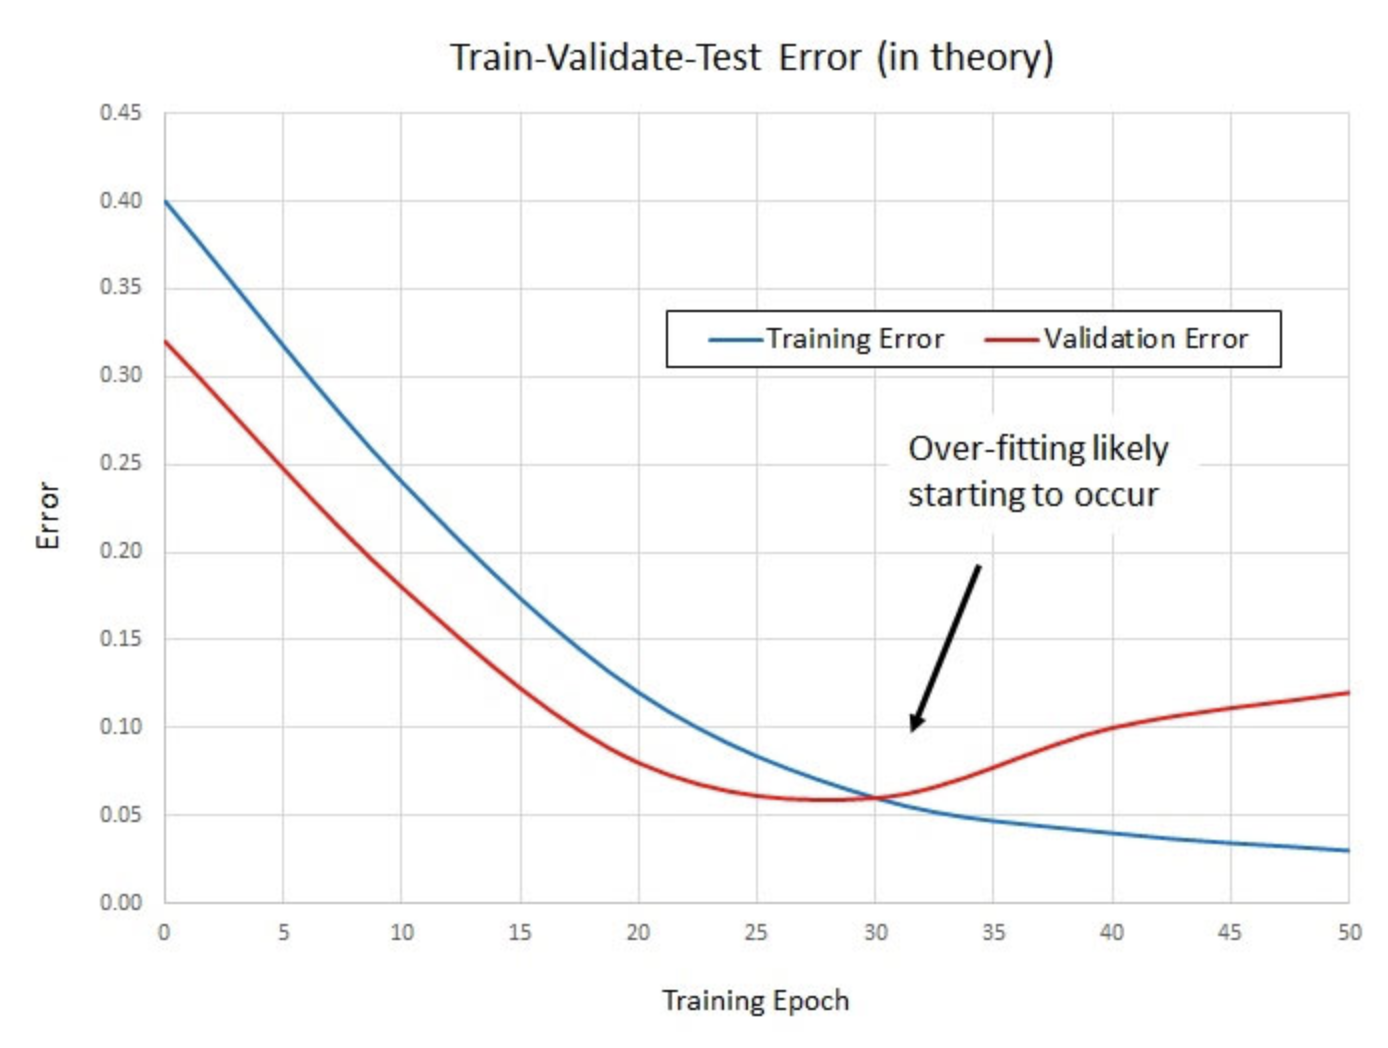 Train-Validate-Test Error (in theory)
0.45
0.40
0.35
0.30
0.25
0.20
0.15
0.10
0.05
0.00
Error
Training Error
Validation Error
Over-fitting likely
starting to occur
0 5 10 15 20 25 30 35 40 45 50
Training Epoch